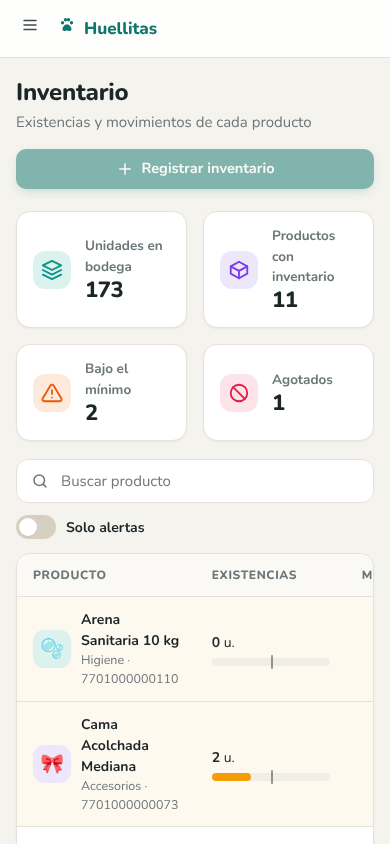 Huellitas
Inventario
Existencias y movimientos de cada producto
Registrar inventario
Unidades en
bodega
173
Productos
con
inventario
11
Bajo el
mínimo
2
Agotados
1
Buscar producto
Solo alertas
PRODUCTO EXISTENCIAS M
Arena
Sanitaria 10 kg
Higiene ·
7701000000110
0 u.
Cama
Acolchada
Mediana
Accesorios ·
7701000000073
2 u.